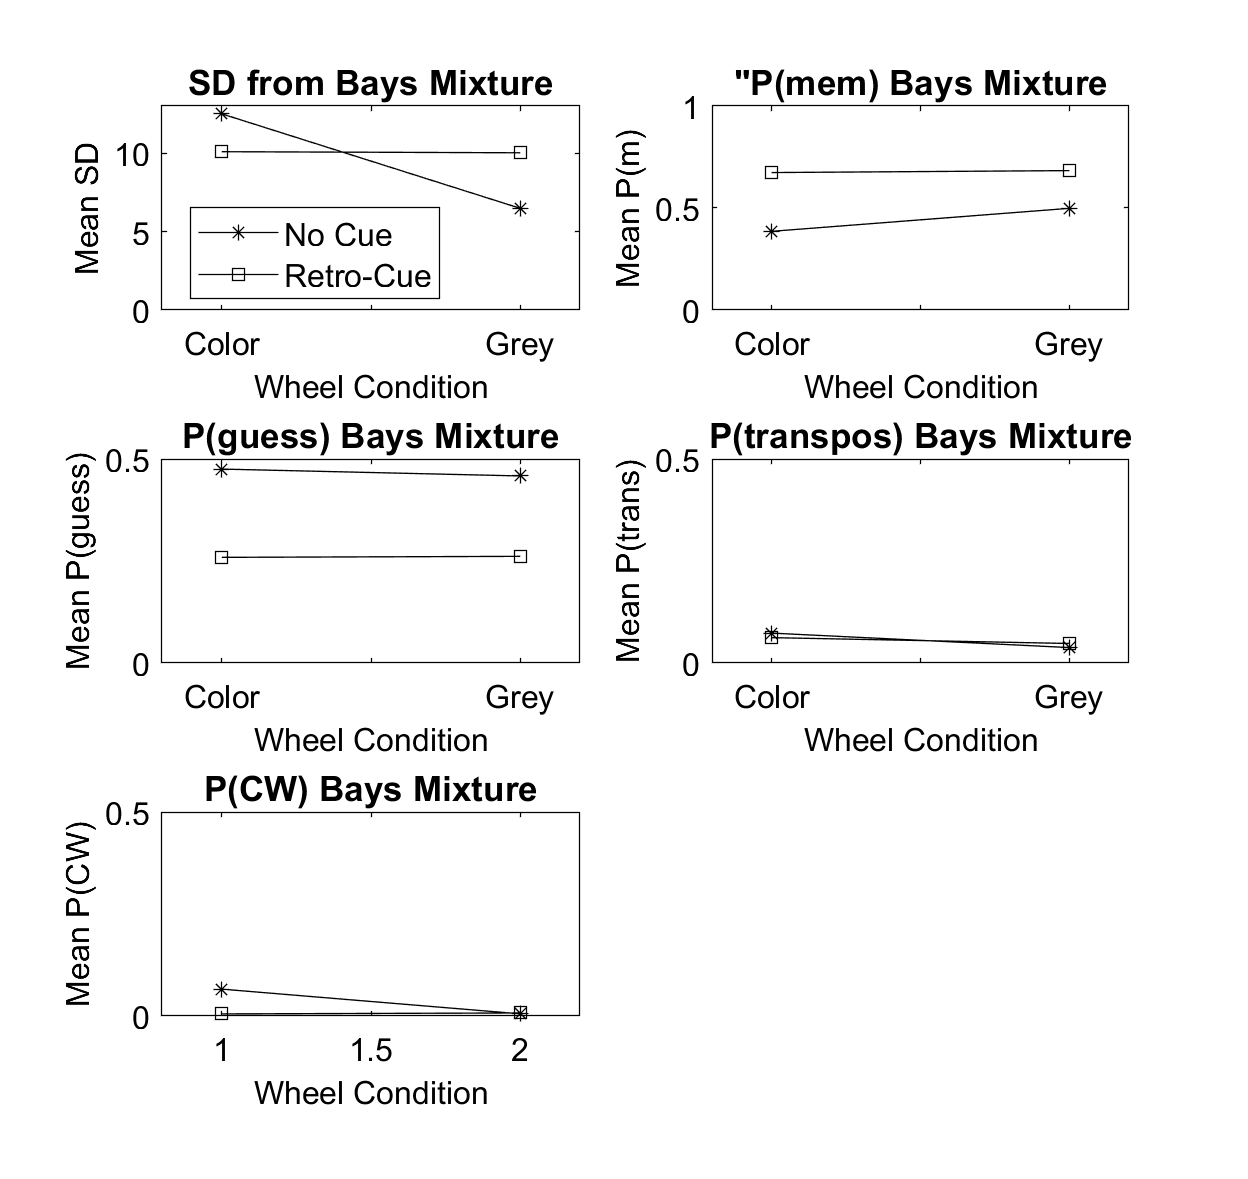 SD from Bays Mixture
Mean SD
10
5
0
No Cue
Retro-Cue
Color Grey
Wheel Condition
"P(mem) Bays Mixture
Mean P(m)
1
0.5
0
Color Grey
Wheel Condition
P(guess) Bays Mixture
Mean P(guess)
0.5
0
Color Grey
Wheel Condition
P(transpos) Bays Mixture
Mean P(trans)
0.5
0
Color Grey
Wheel Condition
P(CW) Bays Mixture
Mean P(CW)
0.5
0
1 1.5 2
Wheel Condition